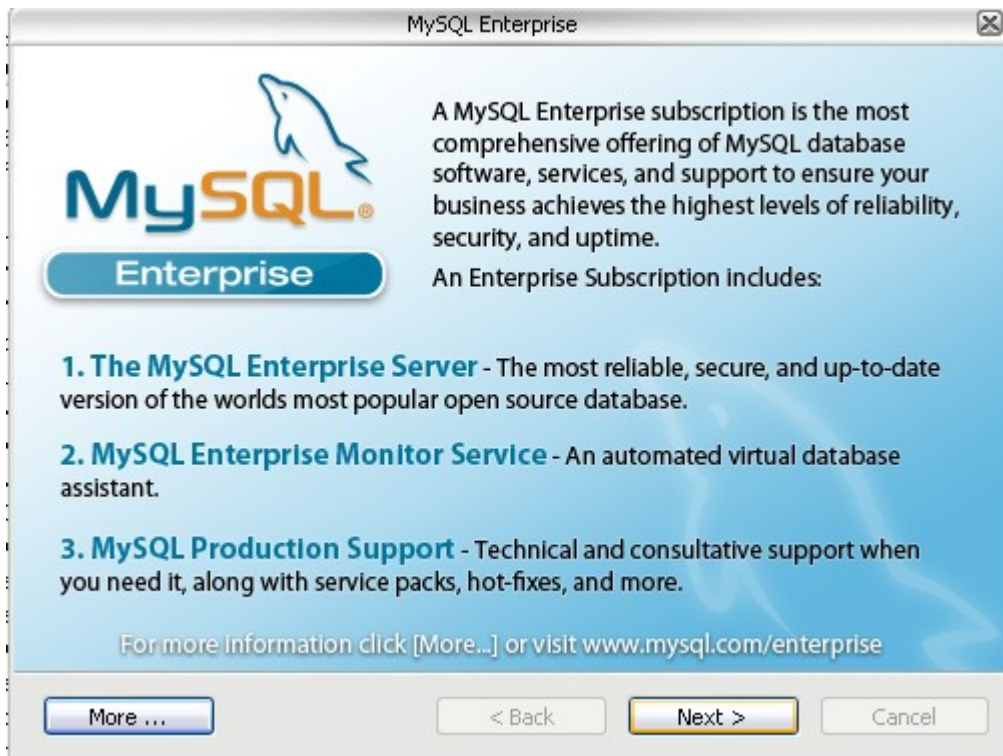 MySQL Enterprise
MySQL®
Enterprise
A MySQL Enterprise subscription is the most
comprehensive offering of MySQL database
software, services, and support to ensure your
business achieves the highest levels of reliability,
security, and uptime.
An Enterprise Subscription includes:
1. The MySQL Enterprise Server - The most reliable, secure, and up-to-date
version of the worlds most popular open source database.
2. MySQL Enterprise Monitor Service - An automated virtual database
assistant.
3. MySQL Production Support - Technical and consultative support when
you need it, along with service packs, hot-fixes, and more.
For more information click [More...] or visit www.mysql.com/enterprise
More ...
< Back
Next >
Cancel